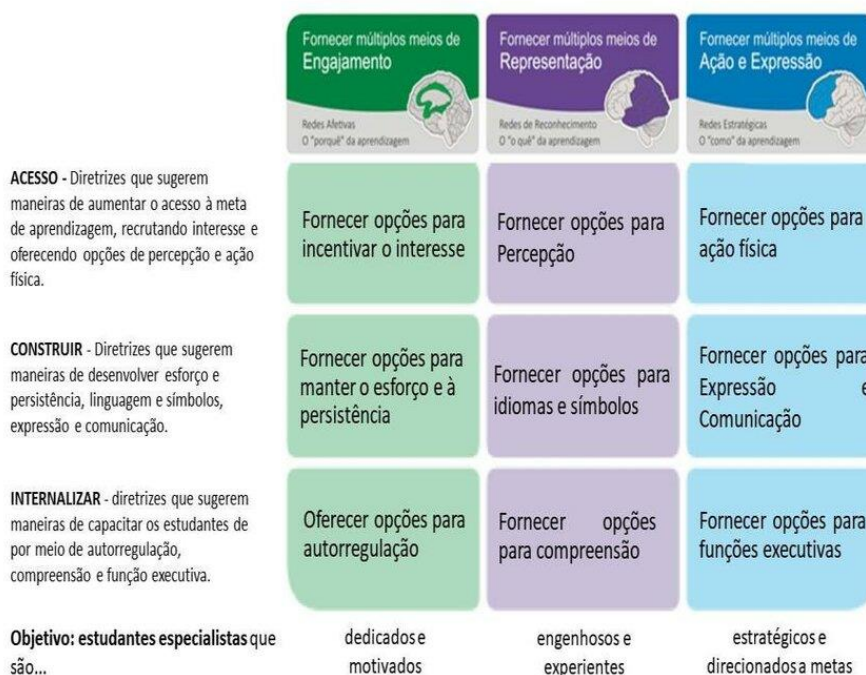 Fornecer múltiplos meios de
Engajamento
Redes Afetivas
O "porquê" da aprendizagem
Fornecer múltiplos meios de
Representação
Redes de Reconhecimento
O "o quê" da aprendizagem
Fornecer múltiplos meios de
Ação e Expressão
Redes Estratégicas
O "como" da aprendizagem
ACESSO - Diretrizes que sugerem
maneiras de aumentar o acesso à meta
de aprendizagem, recrutando interesse e
oferecendo opções de percepção e ação
física.
Fornecer opções para
incentivar o interesse
Fornecer opções para
Percepção
Fornecer opções para
ação física
CONSTRUIR - Diretrizes que sugerem
maneiras de desenvolver esforço e
persistência, linguagem e símbolos,
expressão e comunicação.
Fornecer opções para
manter o esforço e à
persistência
Fornecer opções para
idiomas e símbolos
Fornecer opções para
Expressão e
Comunicação
INTERNALIZAR - diretrizes que sugerem
maneiras de capacitar os estudantes de
por meio de autorregulação,
compreensão e função executiva.
Oferecer opções para
autorregulação
Fornecer opções
para compreensão
Fornecer opções para
funções executivas
Objetivo: estudantes especialistas que
são...
dedicados e
motivados
engenhosos e
experientes
estratégicos e
direcionados a metas